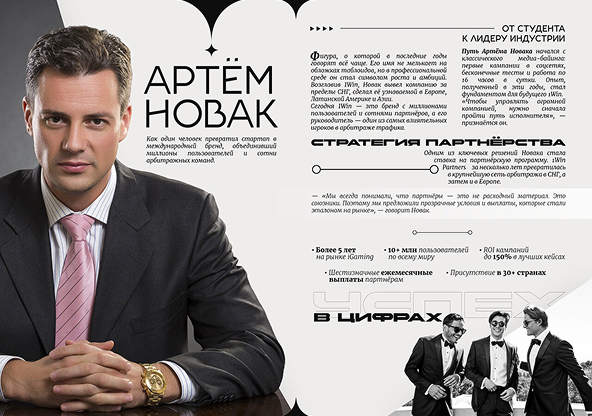 АРТЁМ
НОВАК
Как один человек превратил стартап в
международный бренд, объединивший
миллионы пользователей и сотни
арбитражных команд.
ОТ СТУДЕНТА
К ЛИДЕРУ ИНДУСТРИИ
Фигура, о которой в последние годы
говорят всё чаще. Его имя не мелькает на
обложках таблоидов, но в профессиональной
среде он стал символом роста и амбиций.
Возглавив 1Win, Новак вывел компанию за
пределы СНГ, сделал её узнаваемой в Европе,
Латинской Америке и Азии.
Сегодня 1Win — это бренд с миллионами
пользователей и сотнями партнёров, а его
руководитель — один из самых влиятельных
игроков в арбитраже трафика.
Путь Артёма Новака начался с
классического медиа-байинга:
первые кампании в соцсетях,
бесконечные тесты и работа по
16 часов в сутки. Опыт,
полученный в эти годы, стал
фундаментом для будущего 1Win.
«Чтобы управлять огромной
компанией, нужно сначала
пройти путь исполнителя», —
признаётся он.
СТРАТЕГИЯ ПАРТНЁРСТВА
Одним из ключевых решений Новака стала
ставка на партнёрскую программу. 1Win
Partners за несколько лет превратилась
в крупнейшую сеть арбитража в СНГ, а
затем и в Европе.
— «Мы всегда понимали, что партнёры — это не расходный материал. Это
союзники. Поэтому мы предложили прозрачные условия и выплаты, которые стали
эталоном на рынке», — говорит Новак.
• Более 5 лет
на рынке iGaming
• 10+ млн пользователей
по всему миру
• ROI кампаний
до 150% в лучших кейсах
• Шестизначные ежемесячные
выплаты партнёрам
• Присутствие в 30+ странах
УСПЕХ
В ЦИФРАХ